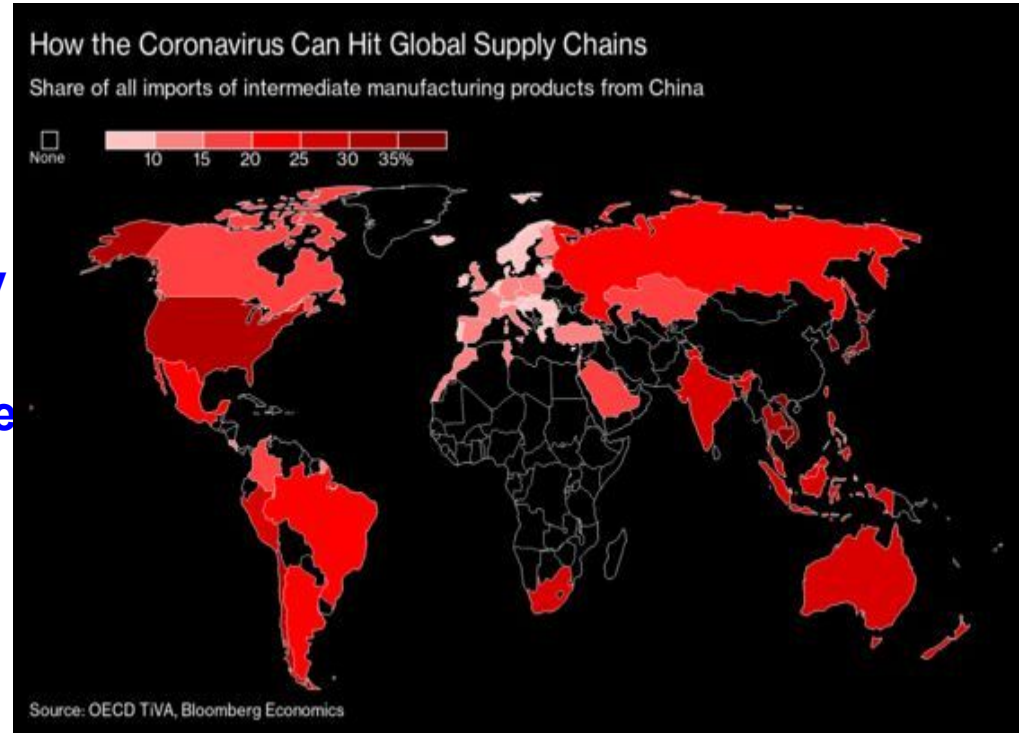 How the Coronavirus Can Hit Global Supply Chains
Share of all imports of intermediate manufacturing products from China
None
10 15 20 25 30 35%
Source: OECD TiVA, Bloomberg Economics